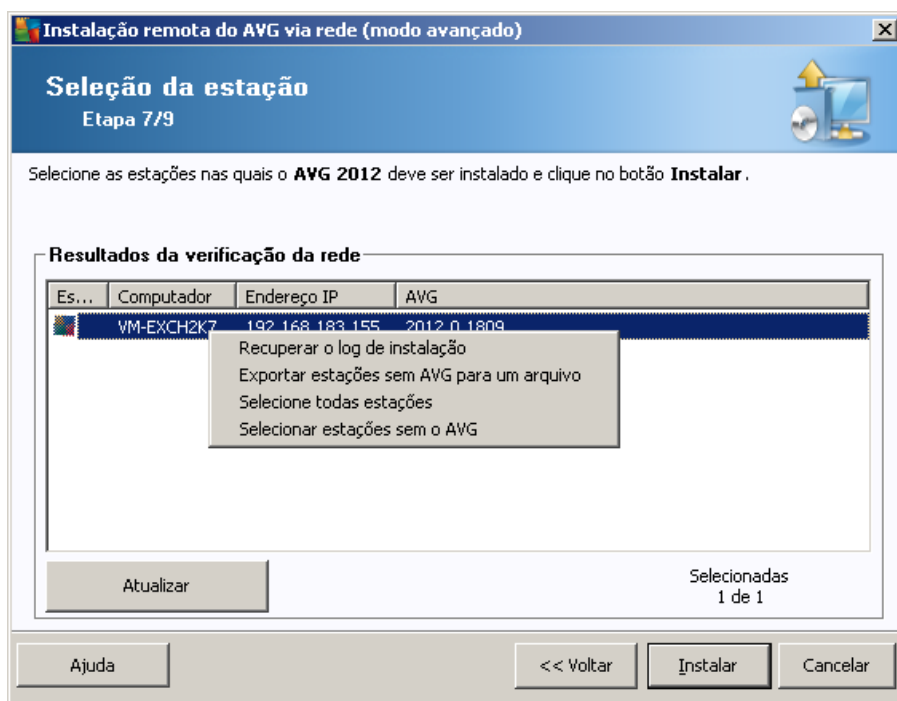 Instalação remota do AVG via rede (modo avançado)
Seleção da estação
Etapa 7/9
Selecione as estações nas quais o AVG 2012 deve ser instalado e clique no botão Instalar.
Resultados da verificação da rede
Es... Computador Endereço IP AVG
VM-EXCH2K7 192.168.183.155 2012.0.1809
Recuperar o log de instalação
Exportar estações sem AVG para um arquivo
Selecione todas estações
Selecionar estações sem o AVG
Atualizar
Selecionadas
1 de 1
Ajuda << Voltar Instalar Cancelar